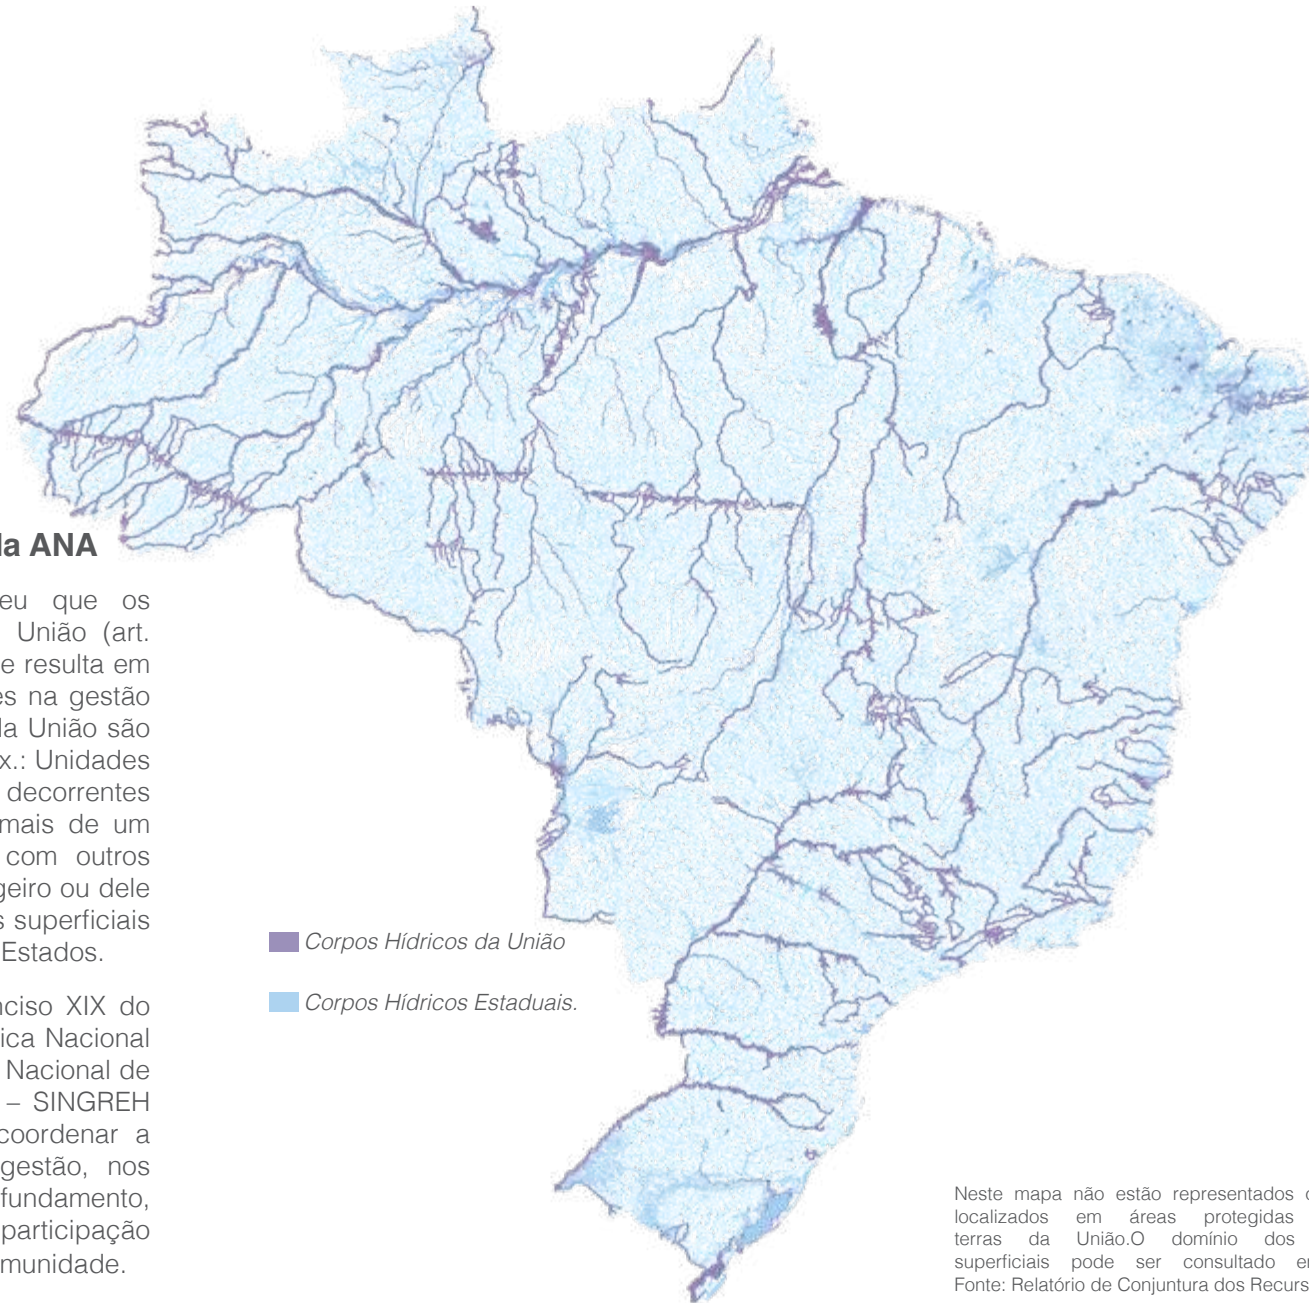 la ANA
eu que os
União (art.
e resulta em
es na gestão
da União são
x.: Unidades
decorrentes
mais de um
com outros
geiro ou dele
s superficiais
Estados.
nciso XIX do
ica Nacional
Nacional de
– SINGREH
coordenar a
gestão, nos
fundamento,
participação
munidade.
Corpos Hídricos da União
Corpos Hídricos Estaduais.
Neste mapa não estão representados
localizados em áreas protegidas
terras da União.O domínio dos
superficiais pode ser consultado
Fonte: Relatório de Conjuntura dos Recurs